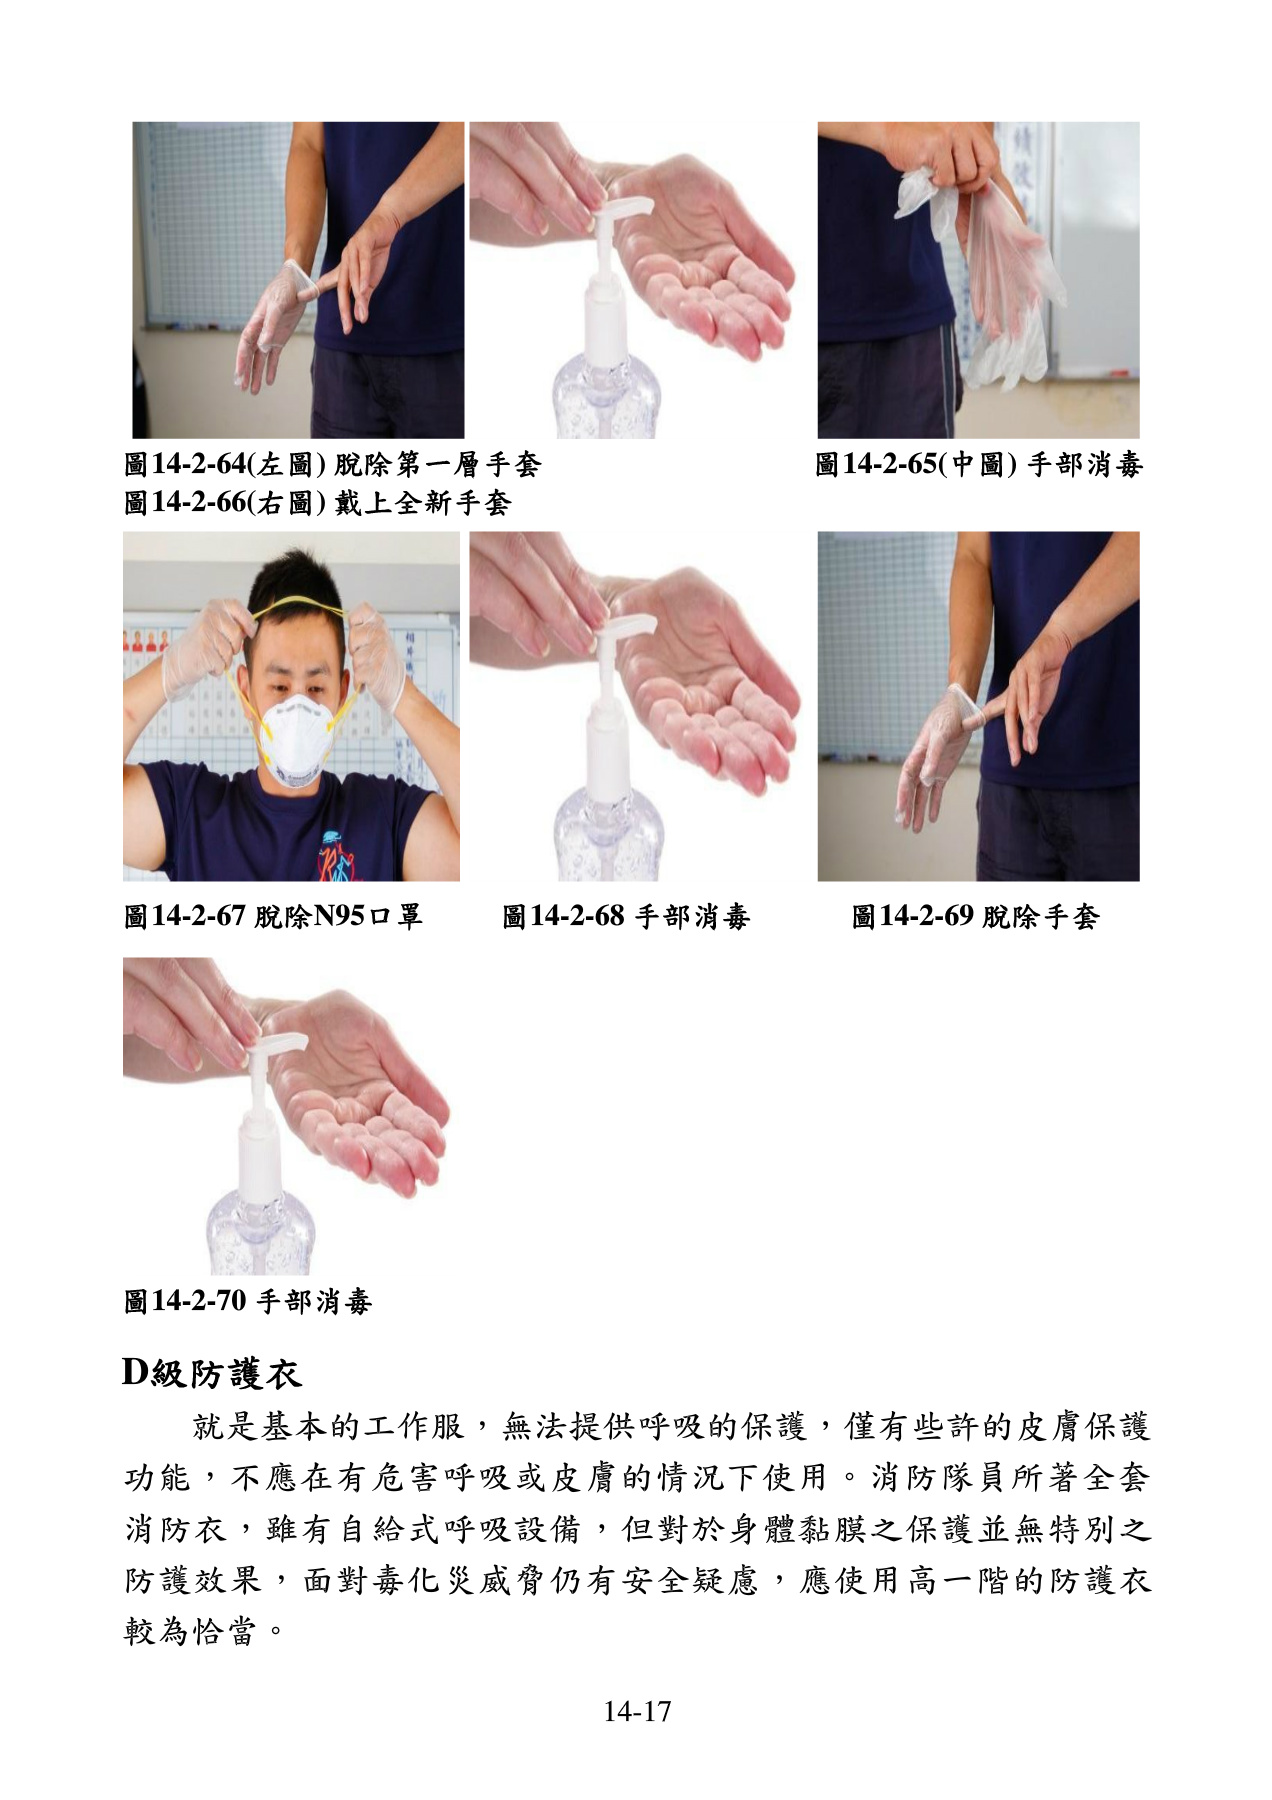 圖14-2-64(左圖) 脫除第一層手套
圖14-2-65(中圖) 手部消毒
圖14-2-66(右圖) 戴上全新手套
圖14-2-67 脫除N95口罩
圖14-2-68 手部消毒
圖14-2-69 脫除手套
圖14-2-70 手部消毒
D級防護衣
就是基本的工作服，無法提供呼吸的保護，僅有些許的皮膚保護
功能，不應在有危害呼吸或皮膚的情況下使用。消防隊員所著全套
消防衣，雖有自給式呼吸設備，但對於身體黏膜之保護並無特別之
防護效果，面對毒化災威脅仍有安全疑慮，應使用高一階的防護衣
較為恰當。
14-17